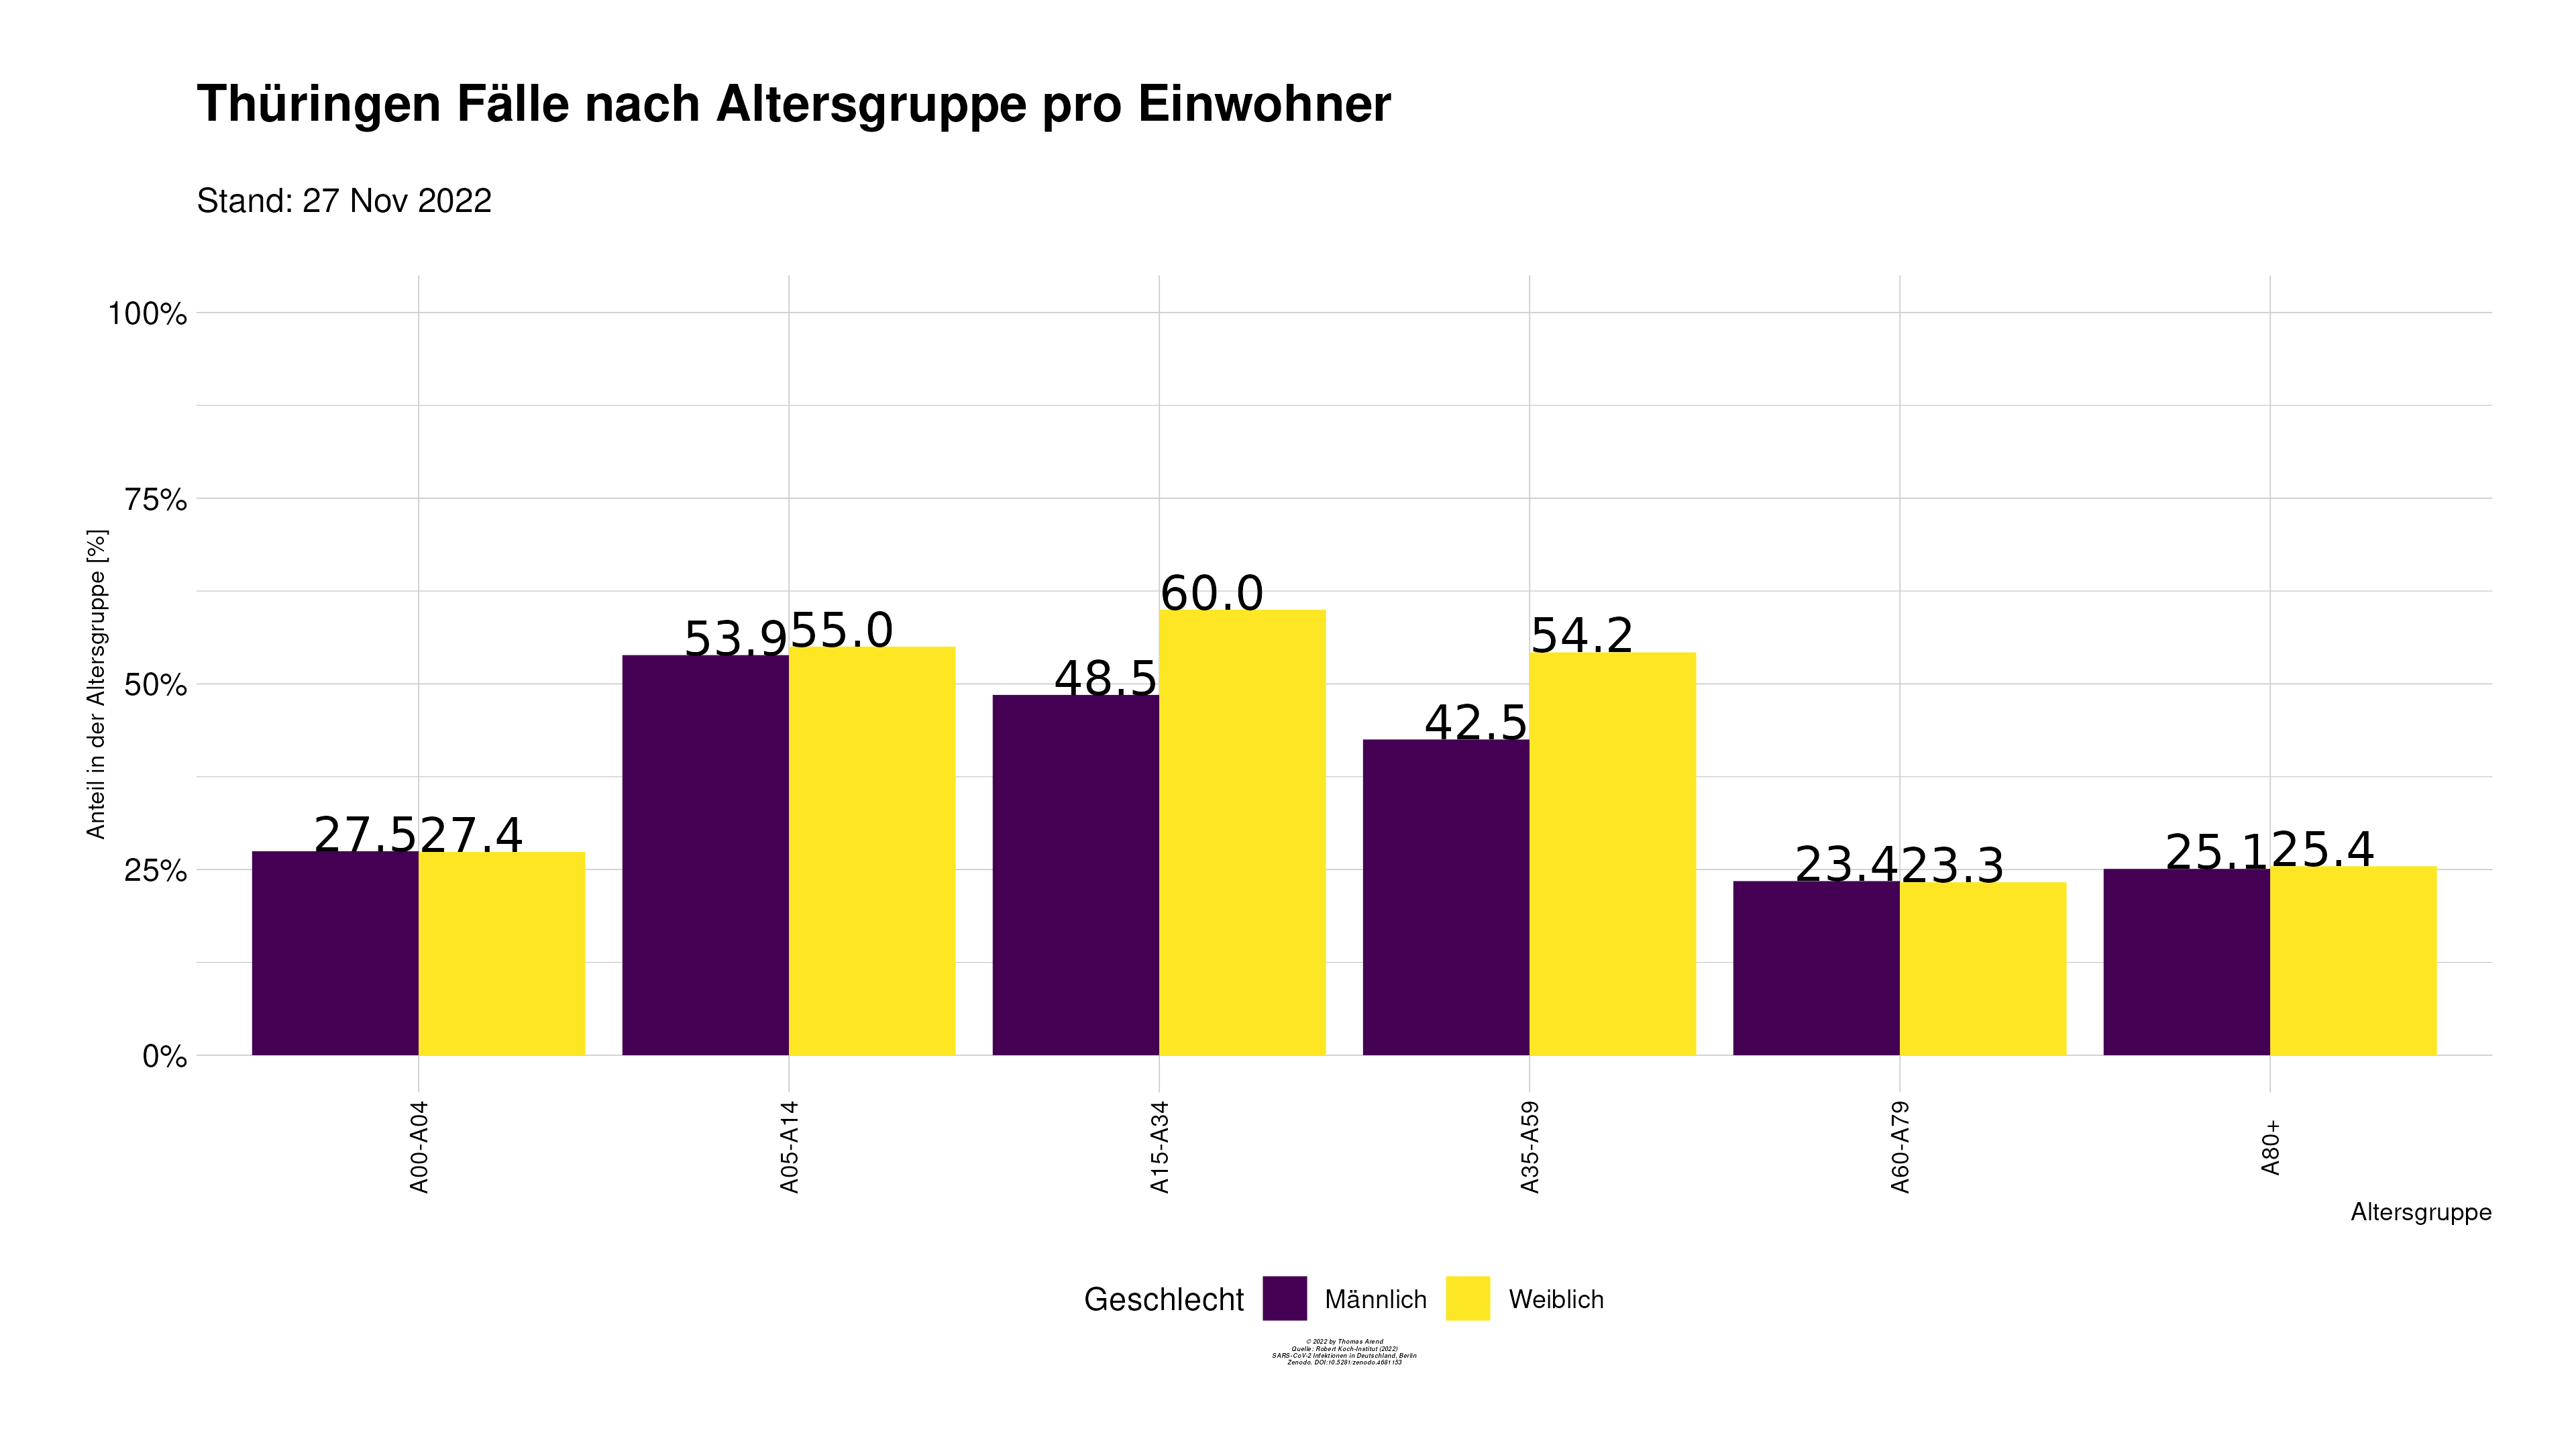 Thüringen Fälle nach Altersgruppe pro Einwohner
Stand: 27 Nov 2022
100%
75%
50%
25%
0%
Anteil in der Altersgruppe [%]
27.5
27.4
53.9
55.0
48.5
60.0
42.5
54.2
23.4
23.3
25.1
25.4
A00-A04
A05-A14
A15-A34
A35-A59
A60-A79
A80+
Altersgruppe
Geschlecht
Männlich
Weiblich
© 2022 by Thomas Arend
Quelle: Robert Koch-Institut (2022)
SARS-CoV-2 Infektionen in Deutschland, Berlin
Zenodo. DOI:10.5281/zenodo.4681153